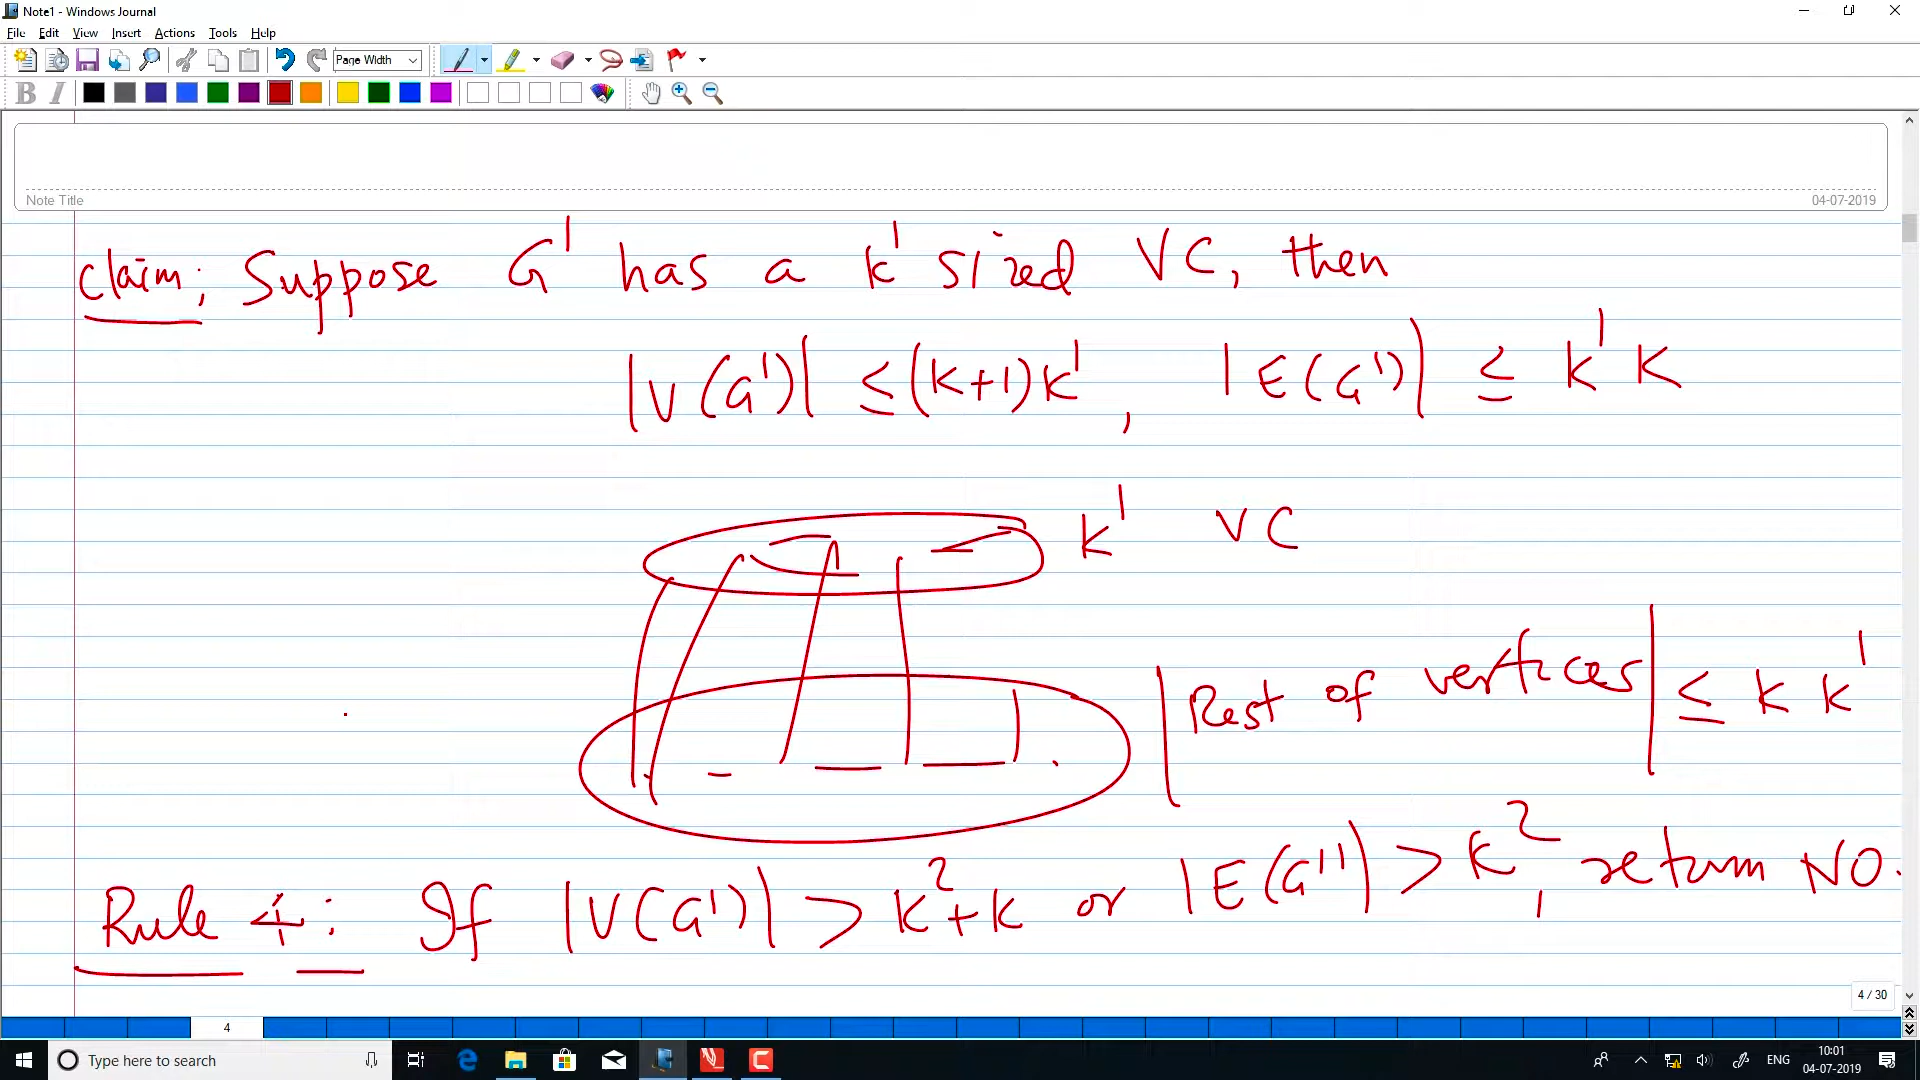 Note1 - Windows Journal
File Edit View Insert Actions Tools Help
Page Width
B I
Note Title
04-07-2019
Claim; Suppose G' has a k' sized VC, then
|V(G')| ≤ (k+1)k', |E(G')| ≤ k'k
k' VC
|Rest of vertices| ≤ k k'
Rule 4: If |V(G')| > k²+k or |E(G')| > k², return NO.
4 / 30
4
Type here to search
ENG
10:01
04-07-2019